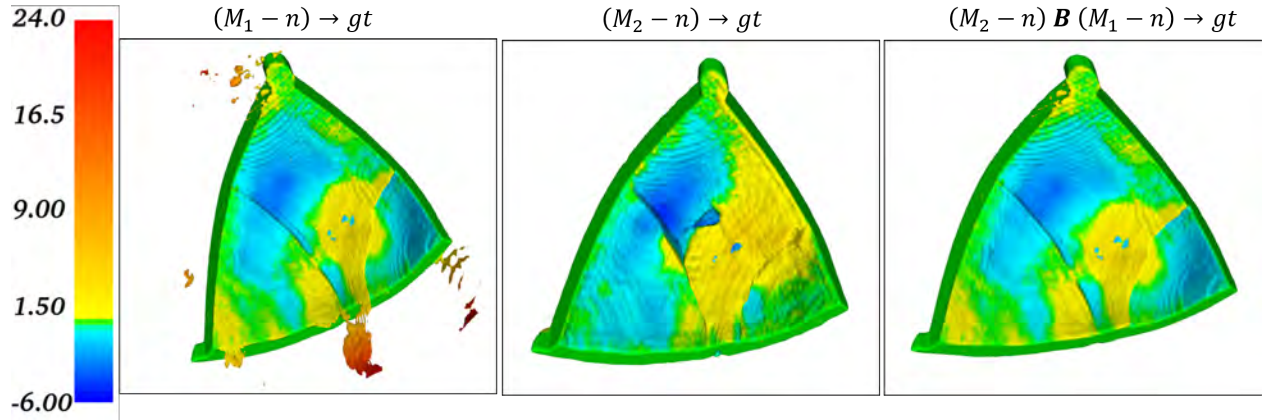 (M₁ − n) → gt
(M₂ − n) → gt
(M₂ − n) B (M₁ − n) → gt
24.0
16.5
9.00
1.50
-6.00